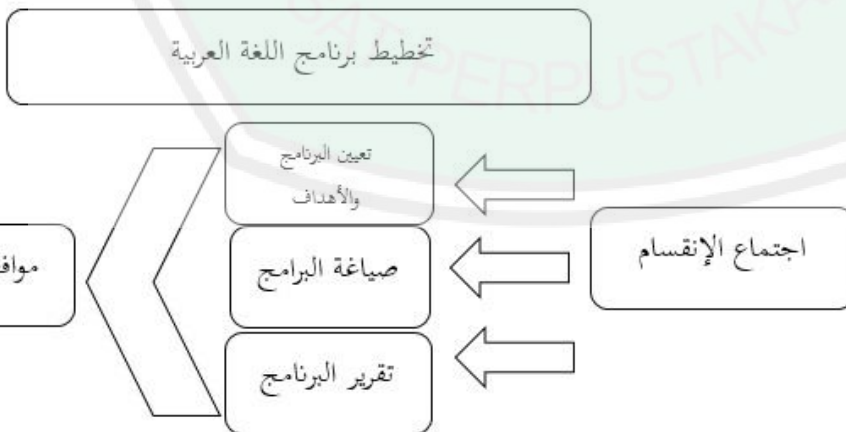 تخطيط برنامج اللغة العربية
اجتماع الإنقسام
تعيين البرنامج
والأهداف
صياغة البرامج
تقرير البرنامج